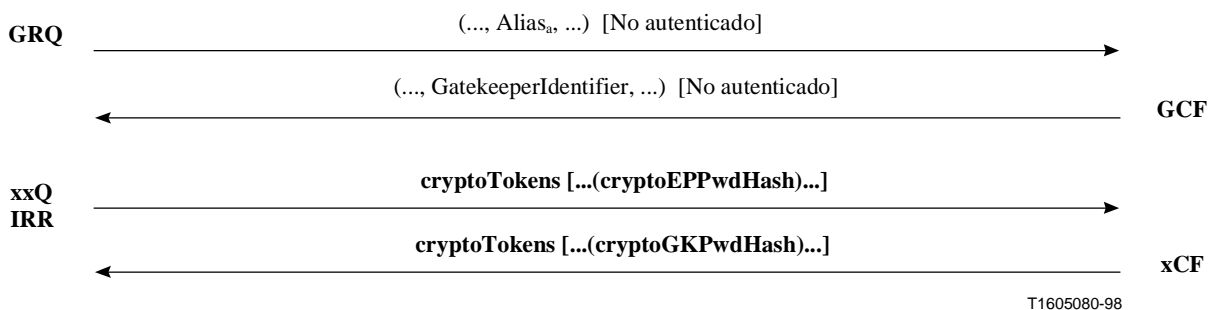 (..., Aliasₐ, ...) [No autenticado]
GRQ
(..., GatekeeperIdentifier, ...) [No autenticado]
GCF
cryptoTokens [...(cryptoEPPwdHash)...]
xxQ
IRR
cryptoTokens [...(cryptoGKPwdHash)...]
xCF
T1605080-98